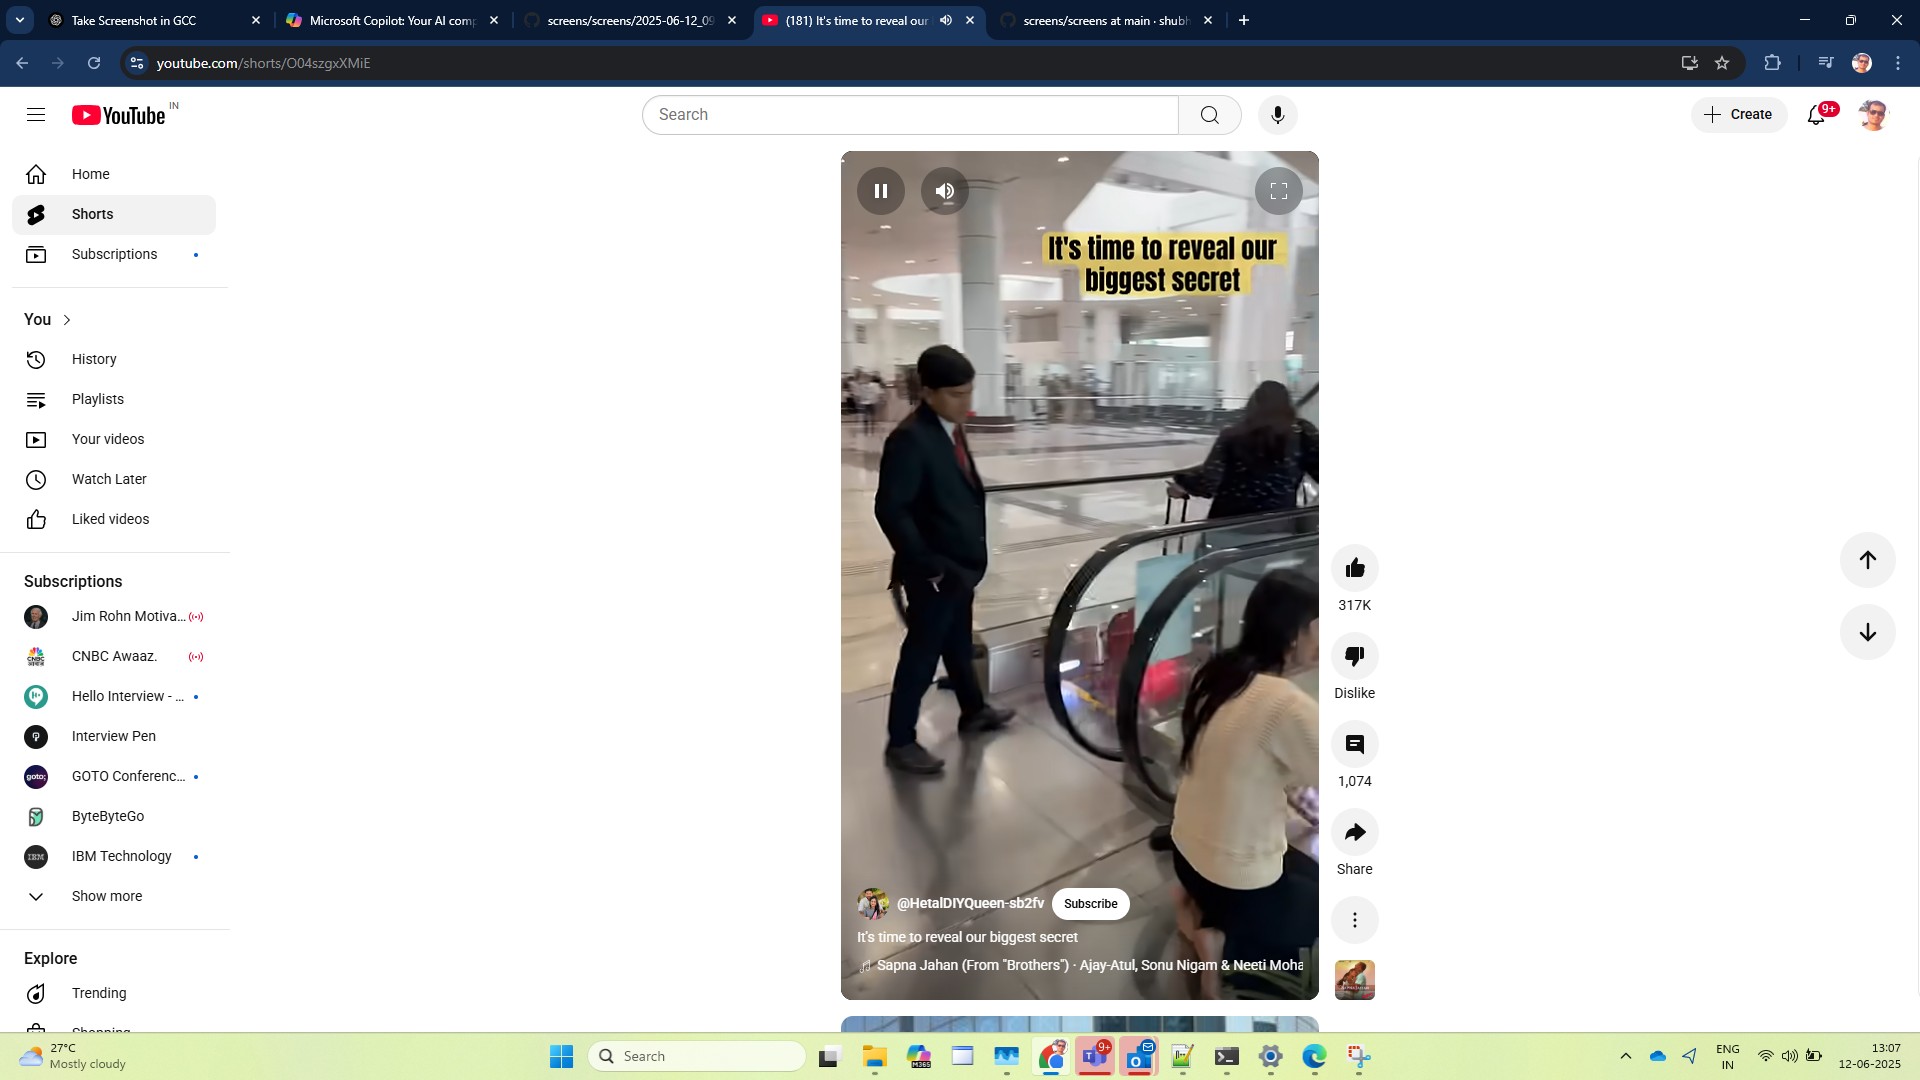 Take Screenshot in GCC
Microsoft Copilot: Your AI comp
screens/screens/2025-06-12_09
(181) It's time to reveal our
screens/screens at main · shubh
youtube.com/shorts/O04szgxXMiE
YouTube IN
Search
Create
9+
Home
Shorts
Subscriptions
You
History
Playlists
Your videos
Watch Later
Liked videos
Subscriptions
Jim Rohn Motiva...
CNBC Awaaz.
Hello Interview - ...
Interview Pen
GOTO Conferenc...
ByteByteGo
IBM Technology
Show more
Explore
Trending
Shopping
It's time to reveal our
biggest secret
@HetalDIYQueen-sb2fv Subscribe
It's time to reveal our biggest secret
Sapna Jahan (From "Brothers") · Ajay-Atul, Sonu Nigam & Neeti Moha
317K
Dislike
1,074
Share
27°C
Mostly cloudy
Search
M365
9+
ENG
IN
13:07
12-06-2025